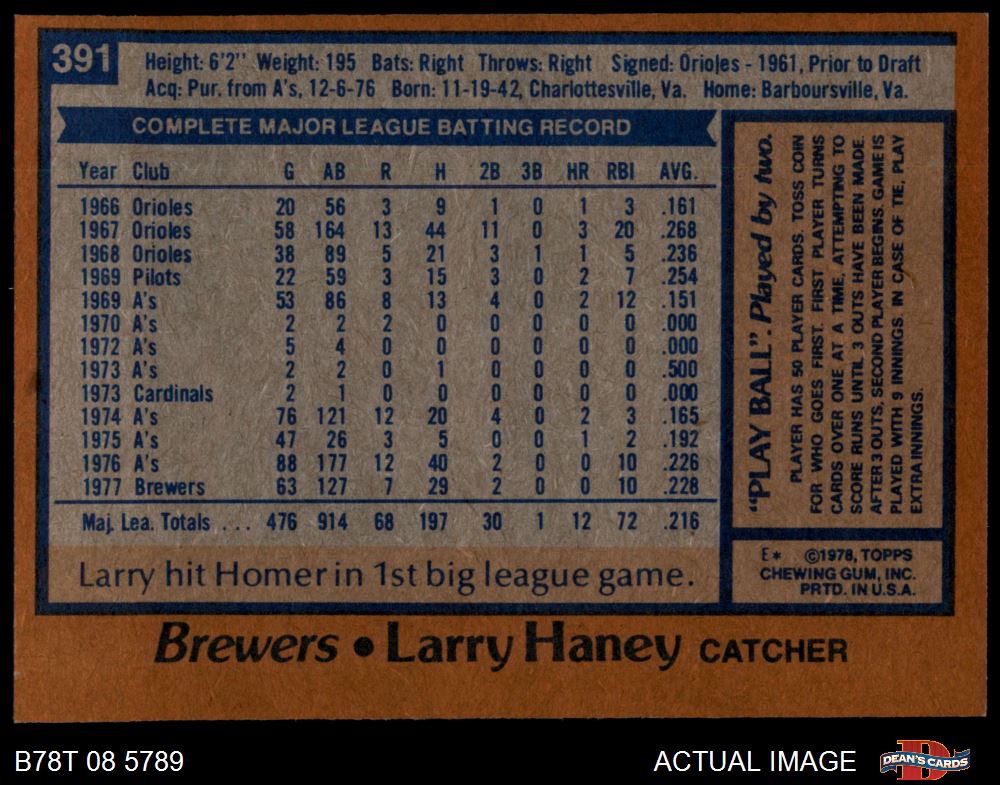 391
Height: 6'2" Weight: 195 Bats: Right Throws: Right Signed: Orioles - 1961, Prior to Draft
Acq: Pur. from A's, 12-6-76 Born: 11-19-42, Charlottesville, Va. Home: Barboursville, Va.
COMPLETE MAJOR LEAGUE BATTING RECORD
Year Club G AB R H 2B 3B HR RBI AVG.
1966 Orioles 20 56 3 9 1 0 1 3 .161
1967 Orioles 58 164 13 44 11 0 3 20 .268
1968 Orioles 38 89 5 21 3 1 1 5 .236
1969 Pilots 22 59 3 15 3 0 2 7 .254
1969 A's 53 86 8 13 4 0 2 12 .151
1970 A's 2 2 2 0 0 0 0 0 .000
1972 A's 5 4 0 0 0 0 0 0 .000
1973 A's 2 2 0 1 0 0 0 0 .500
1973 Cardinals 2 1 0 0 0 0 0 0 .000
1974 A's 76 121 12 20 4 0 2 3 .165
1975 A's 47 26 3 5 0 0 1 2 .192
1976 A's 88 177 12 40 2 0 0 10 .226
1977 Brewers 63 127 7 29 2 0 0 10 .228
Maj. Lea. Totals . . . 476 914 68 197 30 1 12 72 .216
Larry hit Homer in 1st big league game.
"PLAY BALL". Played by two.
PLAYER HAS 50 PLAYER CARDS. TOSS COIN
FOR WHO GOES FIRST. FIRST PLAYER TURNS
CARDS OVER ONE AT A TIME, ATTEMPTING TO
SCORE RUNS UNTIL 3 OUTS HAVE BEEN MADE.
AFTER 3 OUTS, SECOND PLAYER BEGINS. GAME IS
PLAYED WITH 9 INNINGS. IN CASE OF TIE, PLAY
EXTRA INNINGS.
E* ©1978, TOPPS
CHEWING GUM, INC.
PRTD. IN U.S.A.
Brewers • Larry Haney CATCHER
B78T 08 5789
ACTUAL IMAGE
DEAN'S CARDS